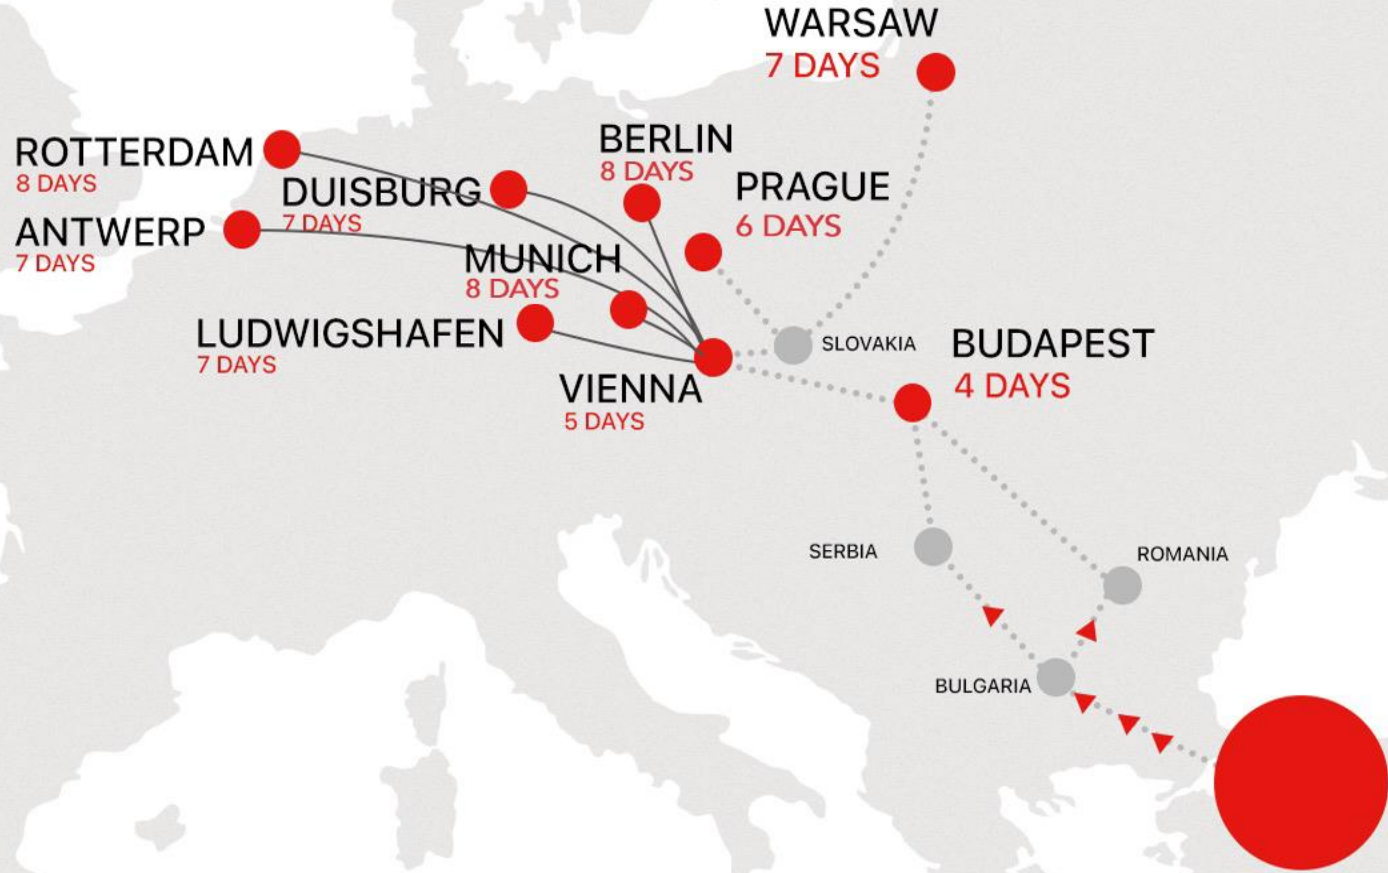 WARSAW
7 DAYS
ROTTERDAM
8 DAYS
BERLIN
8 DAYS
DUISBURG
7 DAYS
PRAGUE
6 DAYS
ANTWERP
7 DAYS
MUNICH
8 DAYS
LUDWIGSHAFEN
7 DAYS
SLOVAKIA
BUDAPEST
4 DAYS
VIENNA
5 DAYS
SERBIA
ROMANIA
BULGARIA